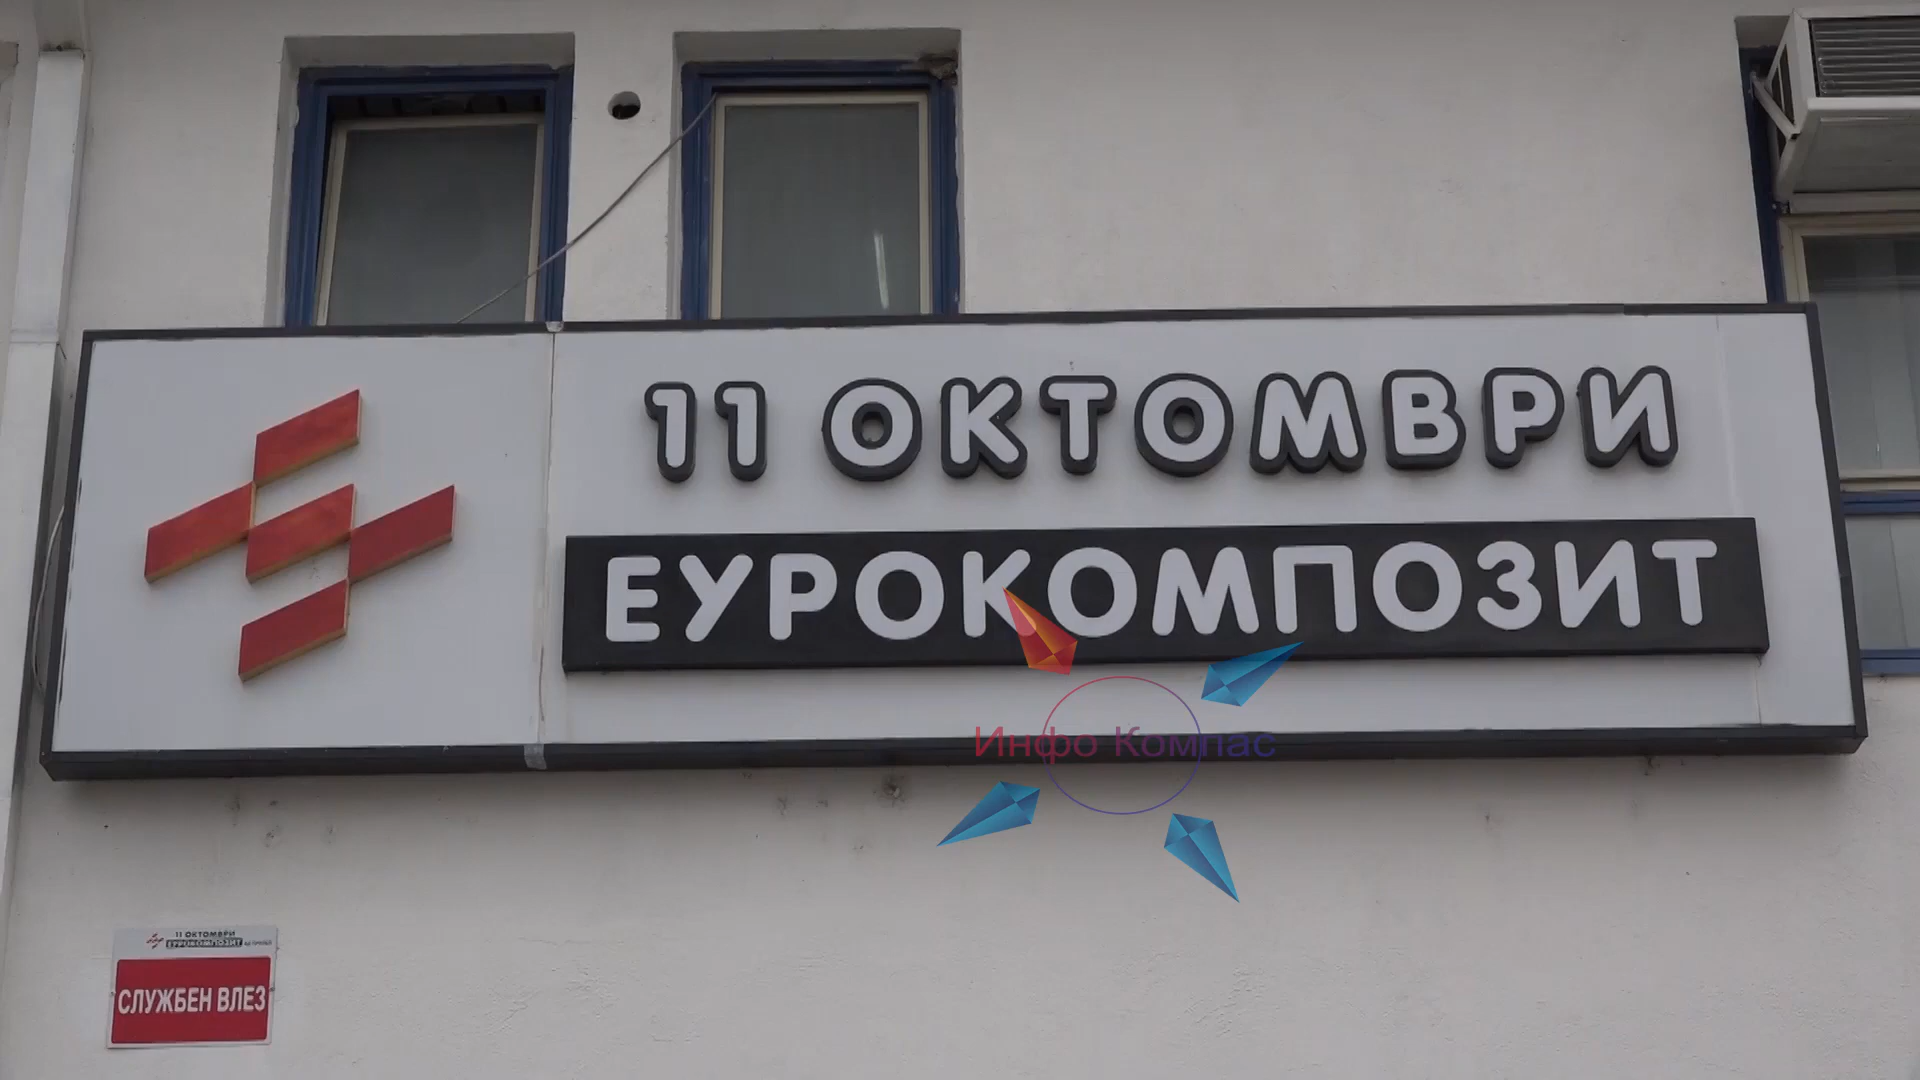 11 ОКТОМВРИ
ЕУРОКОМПОЗИТ
Инфо Компас
11 ОКТОМВРИ
ЕУРОКОМПОЗИТ
СЛУЖБЕН ВЛЕЗ